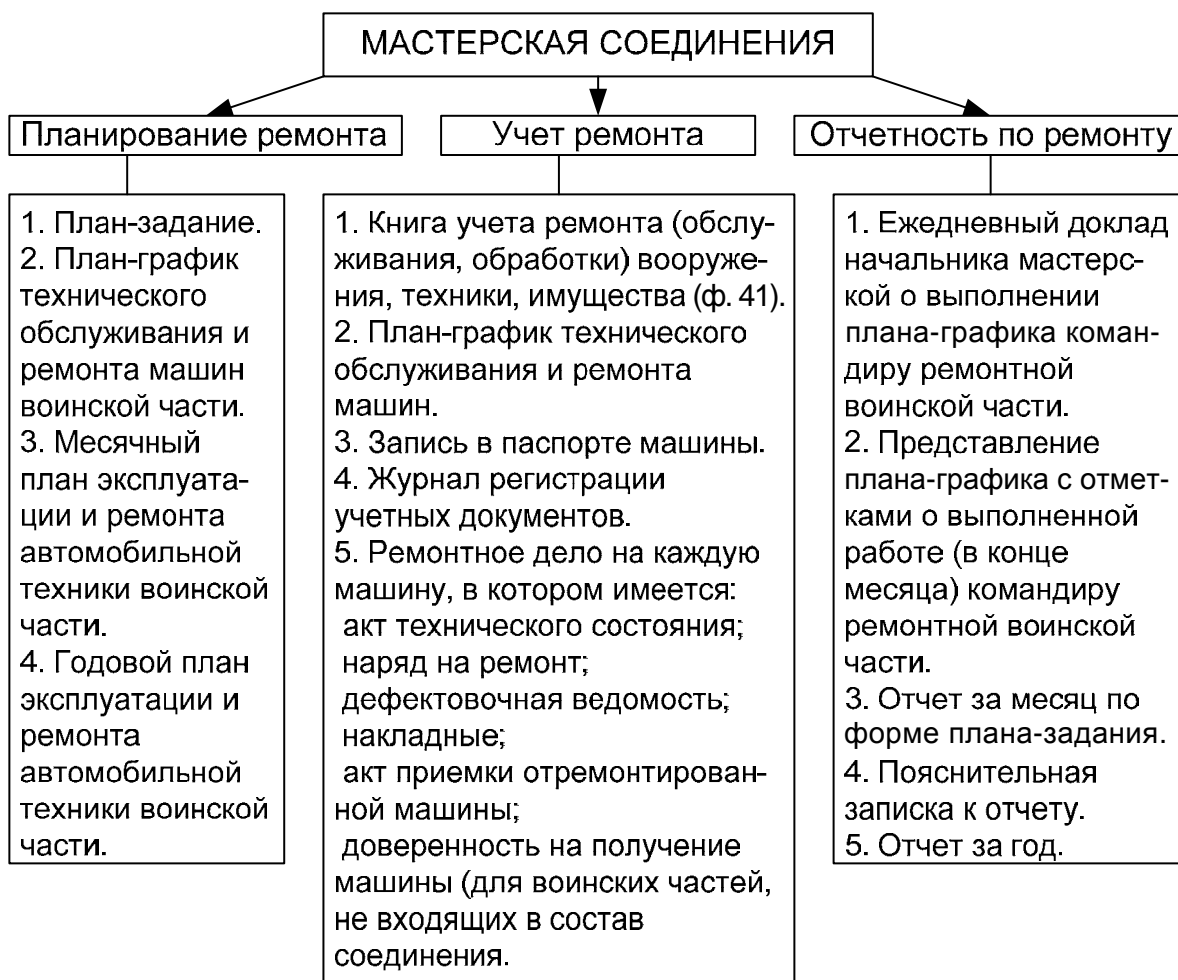 МАСТЕРСКАЯ СОЕДИНЕНИЯ
Планирование ремонта
Учет ремонта
Отчетность по ремонту
1. План-задание.
2. План-график
технического
обслуживания и
ремонта машин
воинской части.
3. Месячный
план эксплуата-
ции и ремонта
автомобильной
техники воинской
части.
4. Годовой план
эксплуатации и
ремонта
автомобильной
техники воинской
части.
1. Книга учета ремонта (обслу-
живания, обработки) вооруже-
ния, техники, имущества (ф. 41).
2. План-график технического
обслуживания и ремонта
машин.
3. Запись в паспорте машины.
4. Журнал регистрации
учетных документов.
5. Ремонтное дело на каждую
машину, в котором имеется:
акт технического состояния;
наряд на ремонт;
дефектовочная ведомость;
накладные;
акт приемки отремонтирован-
ной машины;
доверенность на получение
машины (для воинских частей,
не входящих в состав
соединения.
1. Ежедневный доклад
начальника мастерс-
кой о выполнении
плана-графика коман-
диру ремонтной
воинской части.
2. Представление
плана-графика с отмет-
ками о выполненной
работе (в конце
месяца) командиру
ремонтной воинской
части.
3. Отчет за месяц по
форме плана-задания.
4. Пояснительная
записка к отчету.
5. Отчет за год.